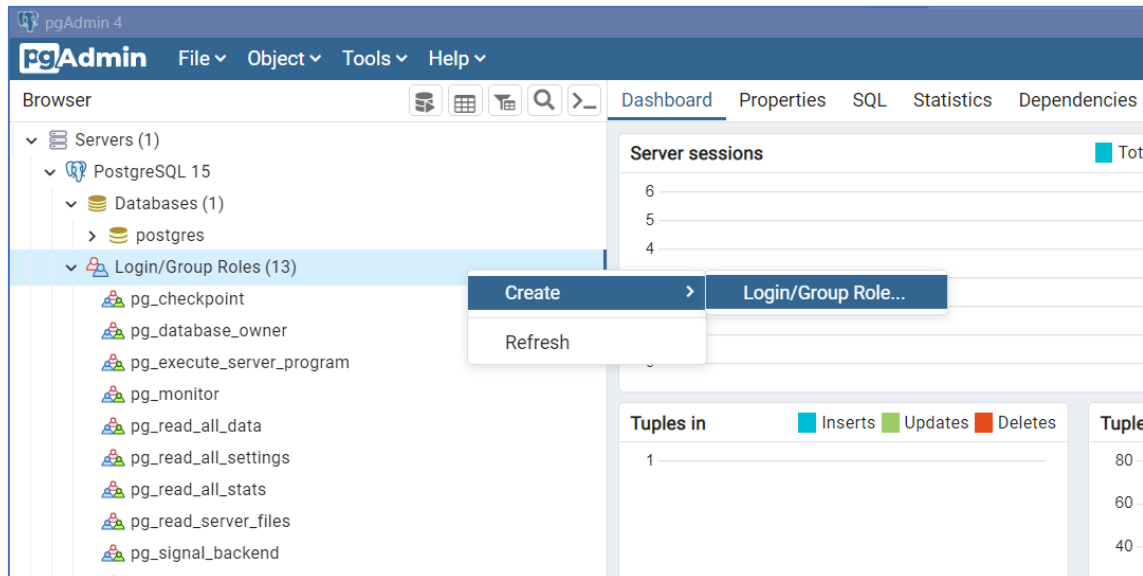 pgAdmin 4
pgAdmin File Object Tools Help
Browser
Dashboard Properties SQL Statistics Dependencies
Servers (1)
PostgreSQL 15
Databases (1)
postgres
Login/Group Roles (13)
pg_checkpoint
pg_database_owner
pg_execute_server_program
pg_monitor
pg_read_all_data
pg_read_all_settings
pg_read_all_stats
pg_read_server_files
pg_signal_backend
Create
Login/Group Role...
Refresh
Server sessions
Tot
6
5
4
Tuples in
Inserts Updates Deletes
1
Tuple
80
60
40